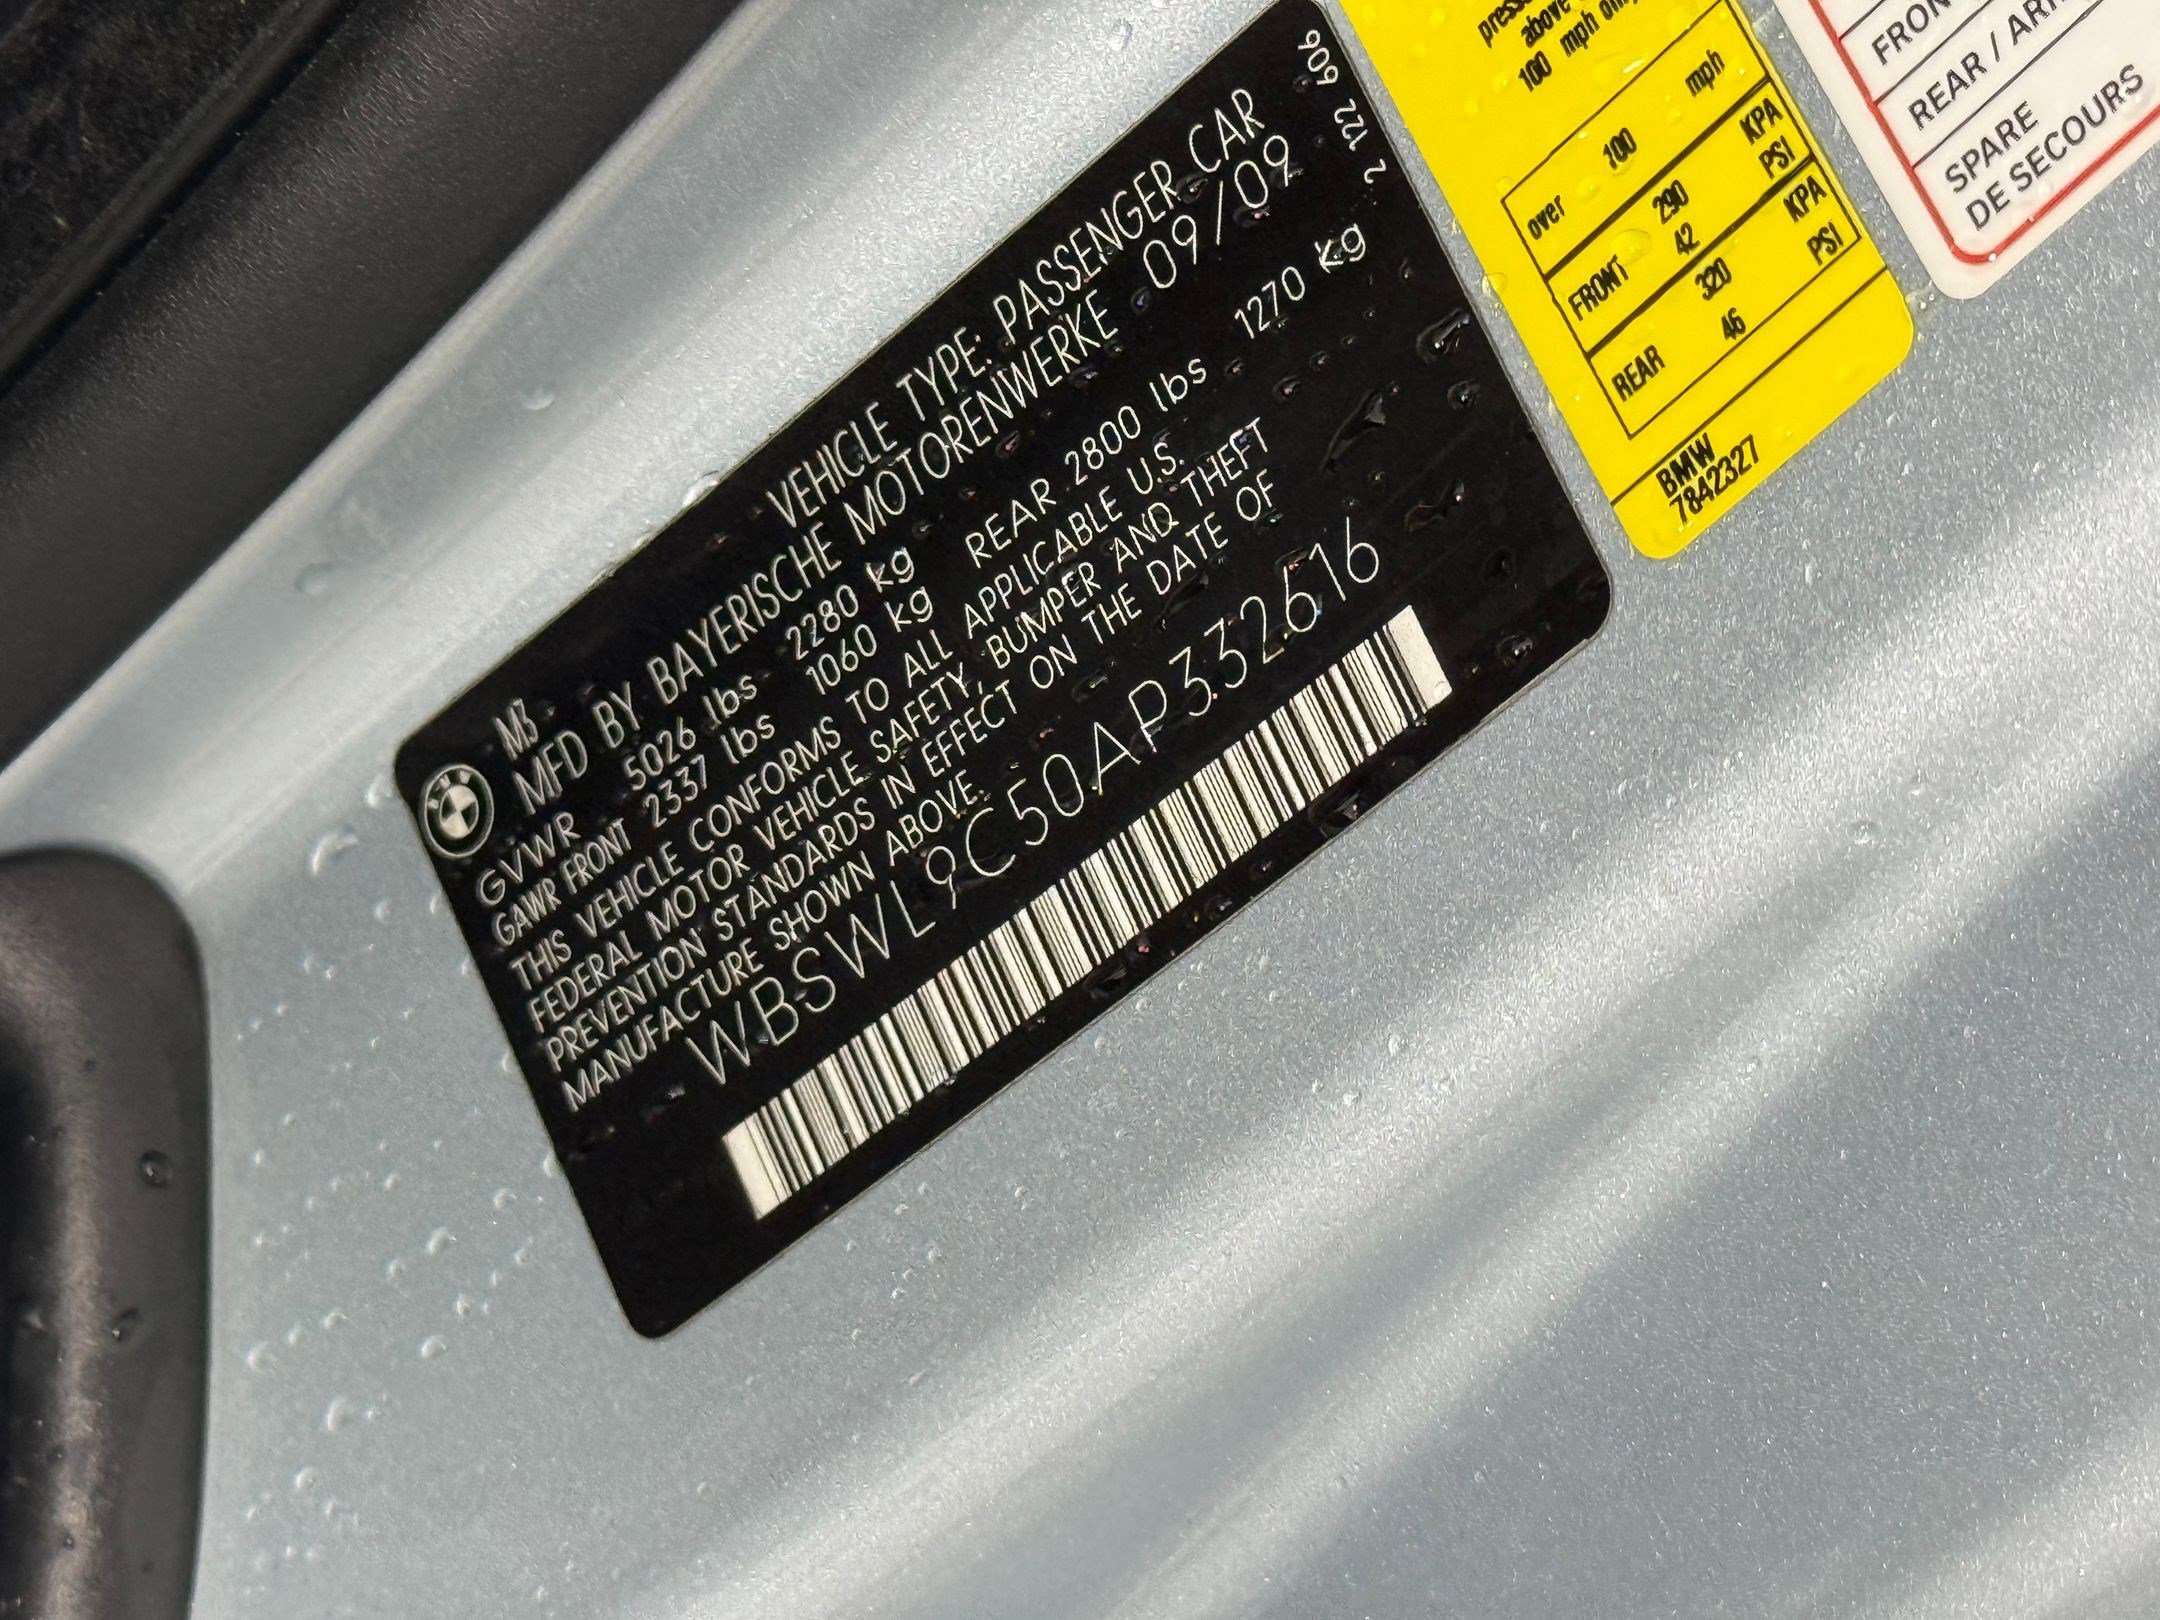 M3 VEHICLE TYPE: PASSENGER CAR
MFD BY BAYERISCHE MOTORENWERKE 09/09
GVWR 5026 lbs 2280 kg
GAWR FRONT 2337 lbs 1060 kg REAR 2800 lbs 1270 kg
THIS VEHICLE CONFORMS TO ALL APPLICABLE U.S.
FEDERAL MOTOR VEHICLE SAFETY, BUMPER AND THEFT
PREVENTION STANDARDS IN EFFECT ON THE DATE OF
MANUFACTURE SHOWN ABOVE.
WBSWL9C50AP332616
2 122 606
above
100 mph only
over 100 mph
FRONT 290 KPA
42 PSI
REAR 320 KPA
46 PSI
BMW
7842327
REAR /
SPARE
DE SECOURS